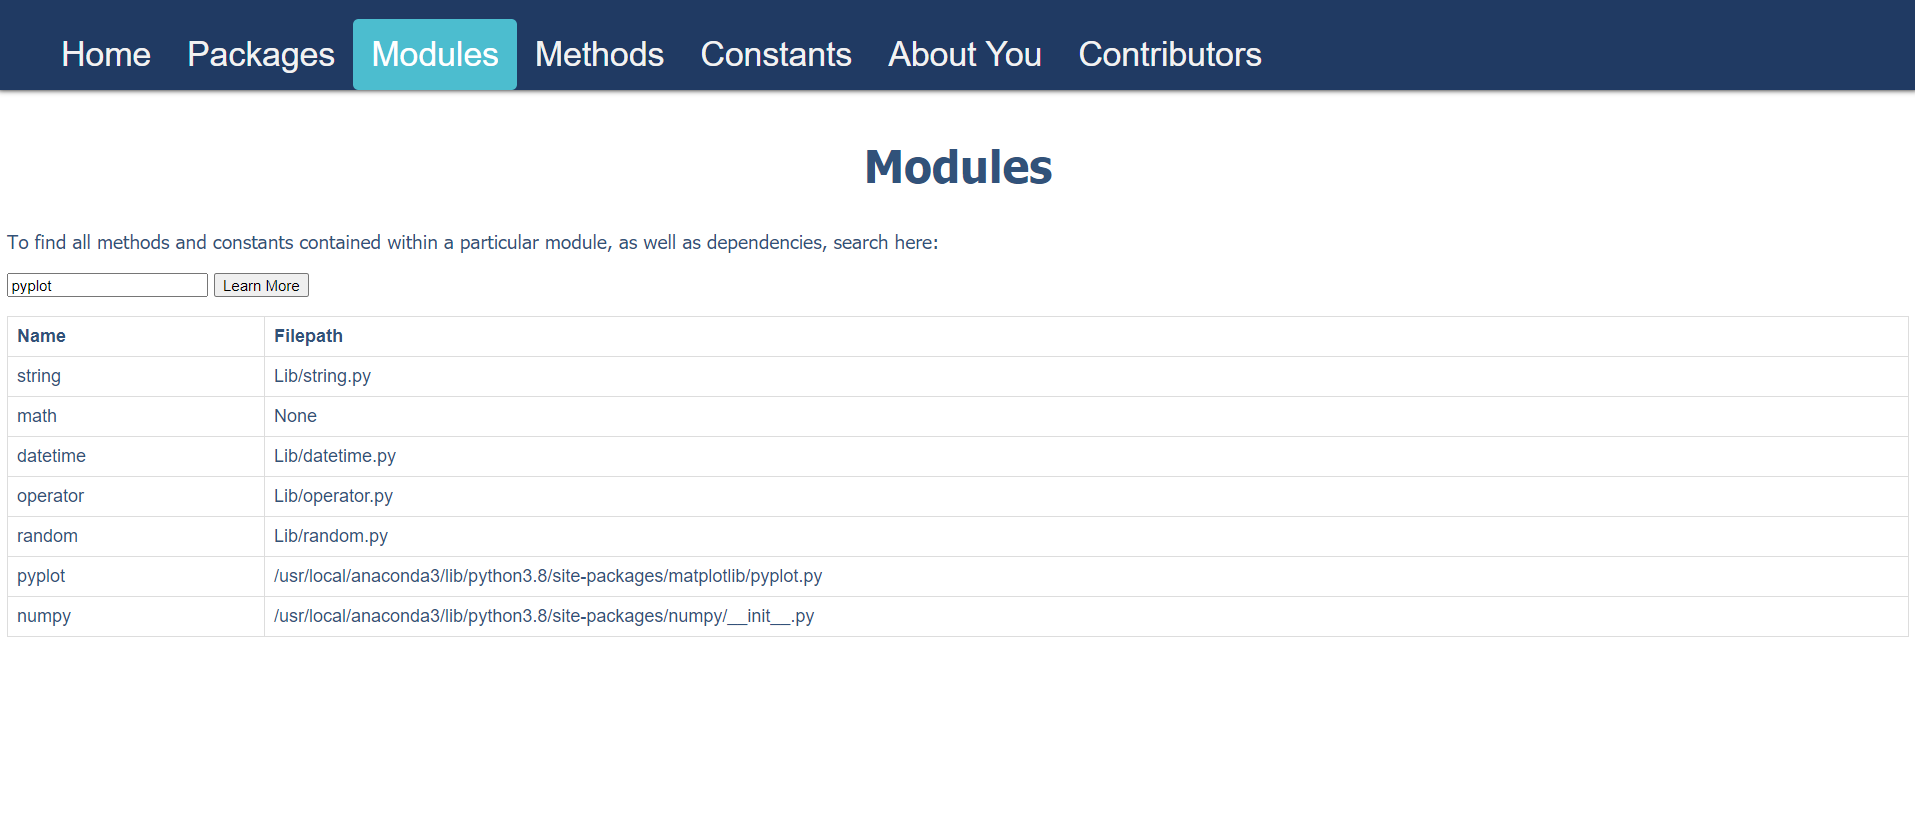 Home Packages Modules Methods Constants About You Contributors
Modules
To find all methods and constants contained within a particular module, as well as dependencies, search here:
pyplot Learn More
Name Filepath
string Lib/string.py
math None
datetime Lib/datetime.py
operator Lib/operator.py
random Lib/random.py
pyplot /usr/local/anaconda3/lib/python3.8/site-packages/matplotlib/pyplot.py
numpy /usr/local/anaconda3/lib/python3.8/site-packages/numpy/__init__.py